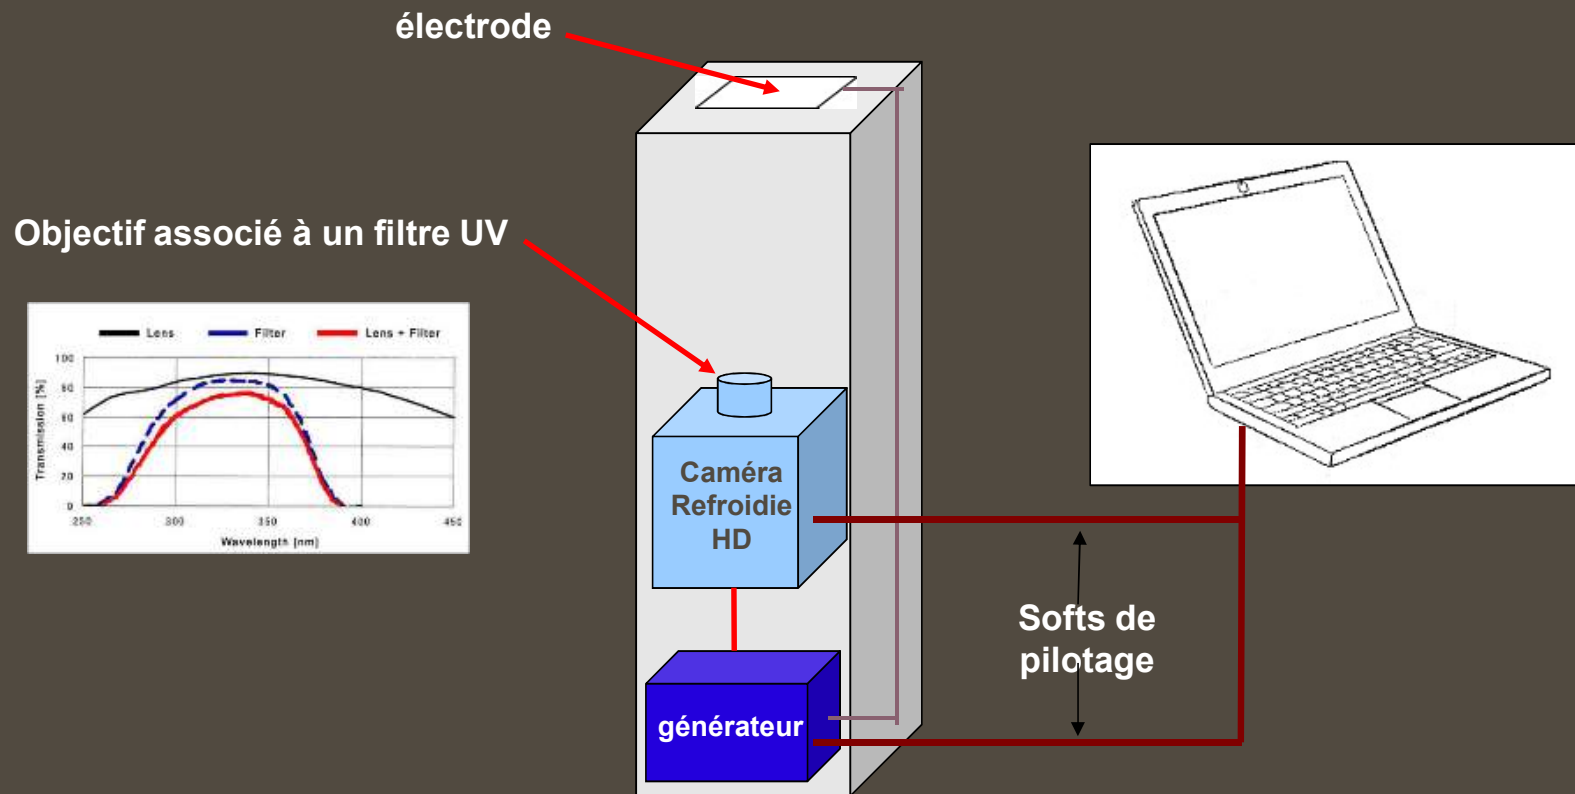 électrode
Objectif associé à un filtre UV
Lens Filter Lens + Filter
Transmission [%]
100
80
60
40
20
0
250 300 350 400 450
Wavelength [nm]
Caméra
Refroidie
HD
Softs de
pilotage
générateur